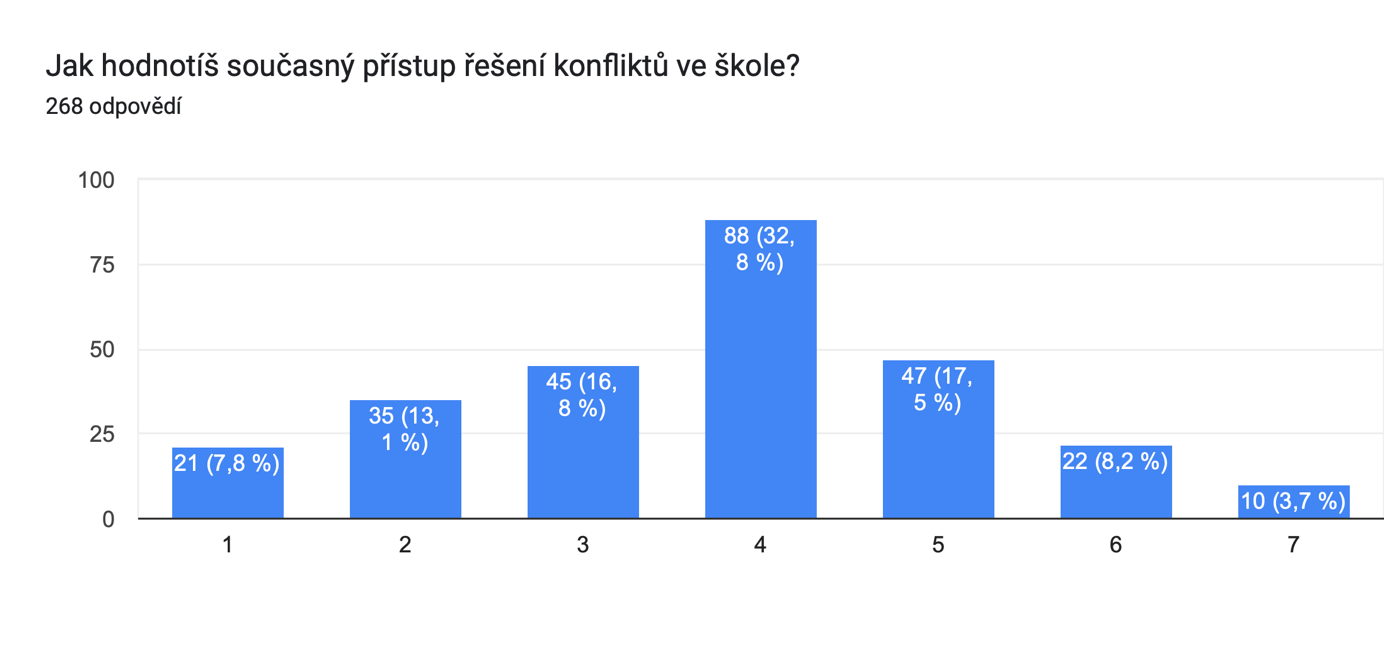 Jak hodnotíš současný přístup řešení konfliktů ve škole?
268 odpovědí
100
75
50
25
0
21 (7,8 %)
35 (13,
1 %)
45 (16,
8 %)
88 (32,
8 %)
47 (17,
5 %)
22 (8,2 %)
10 (3,7 %)
1 2 3 4 5 6 7